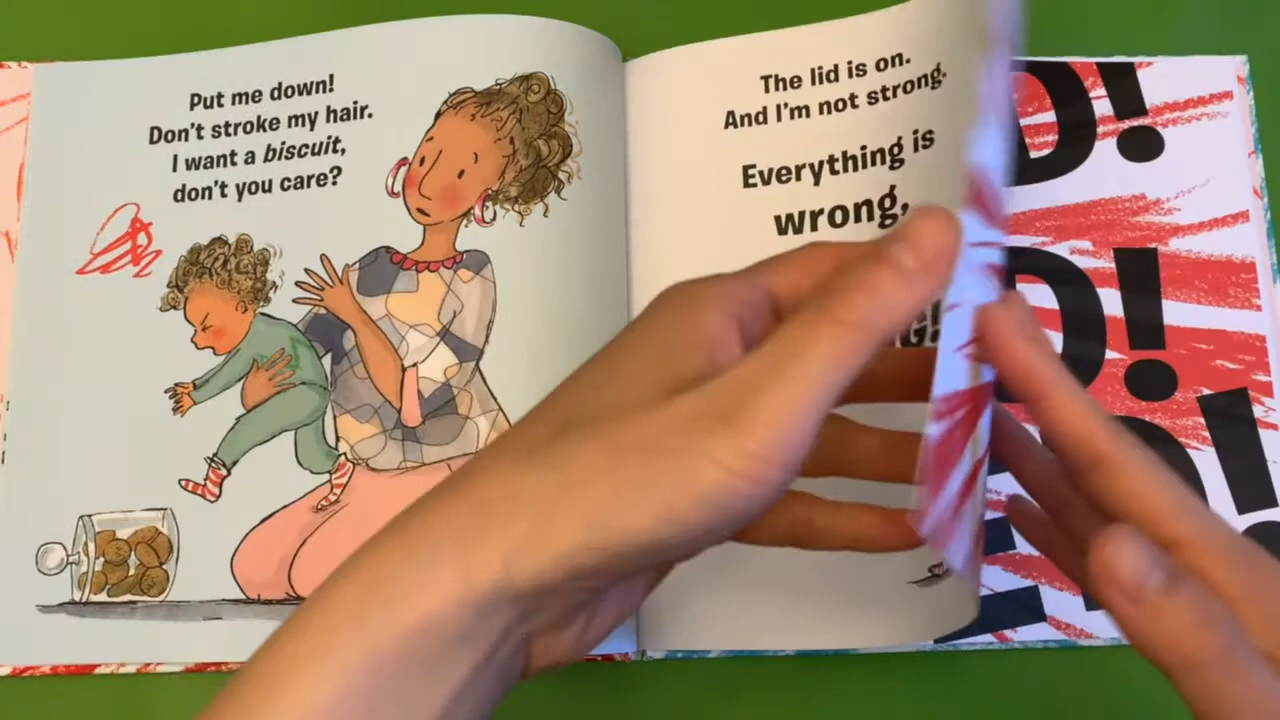 Put me down!
Don't stroke my hair.
I want a biscuit,
don't you care?
The lid is on.
And I'm not strong.
Everything is
wrong,
G!
D!
D!